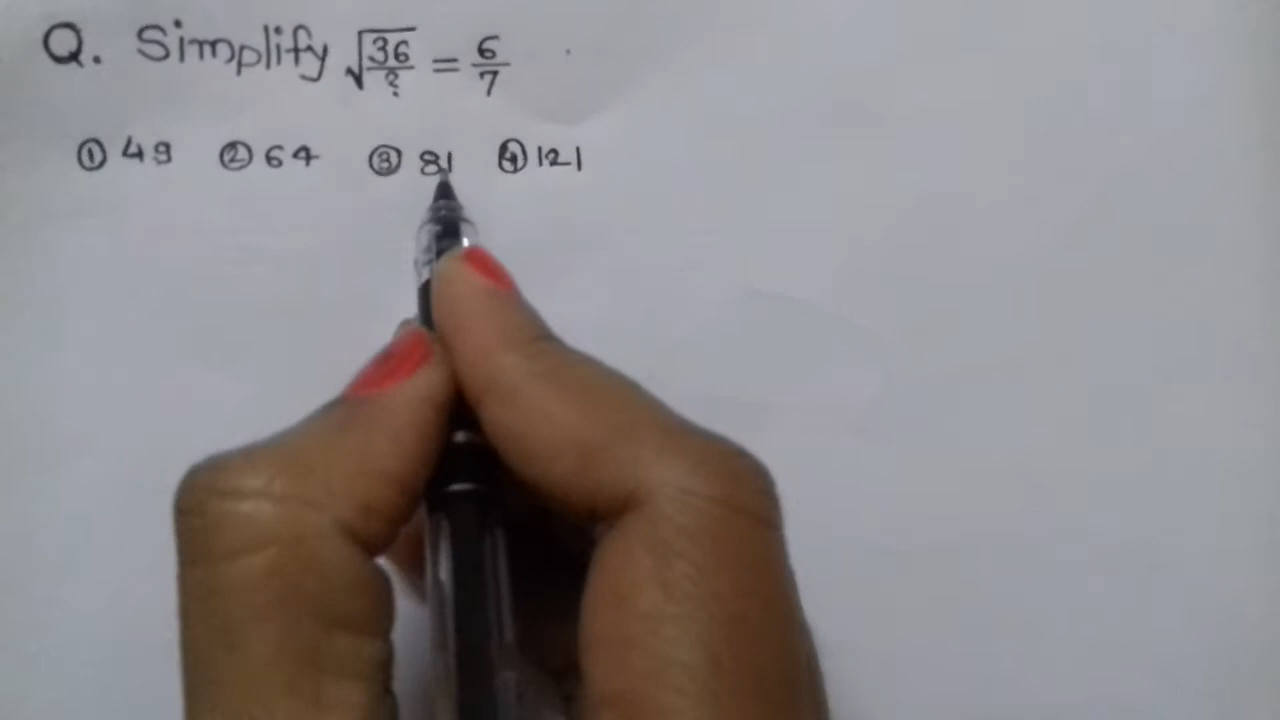 Q. Simplify √36/? = 6/7
① 49 ② 64 ③ 81 ④ 121